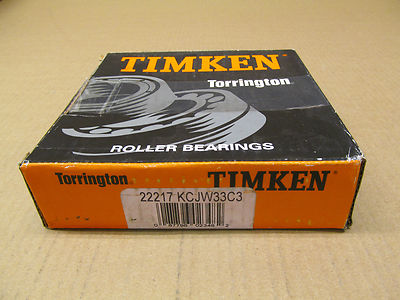 TIMKEN
Torrington
ROLLER BEARINGS
Torrington
TIMKEN
22217 KCJW33C3